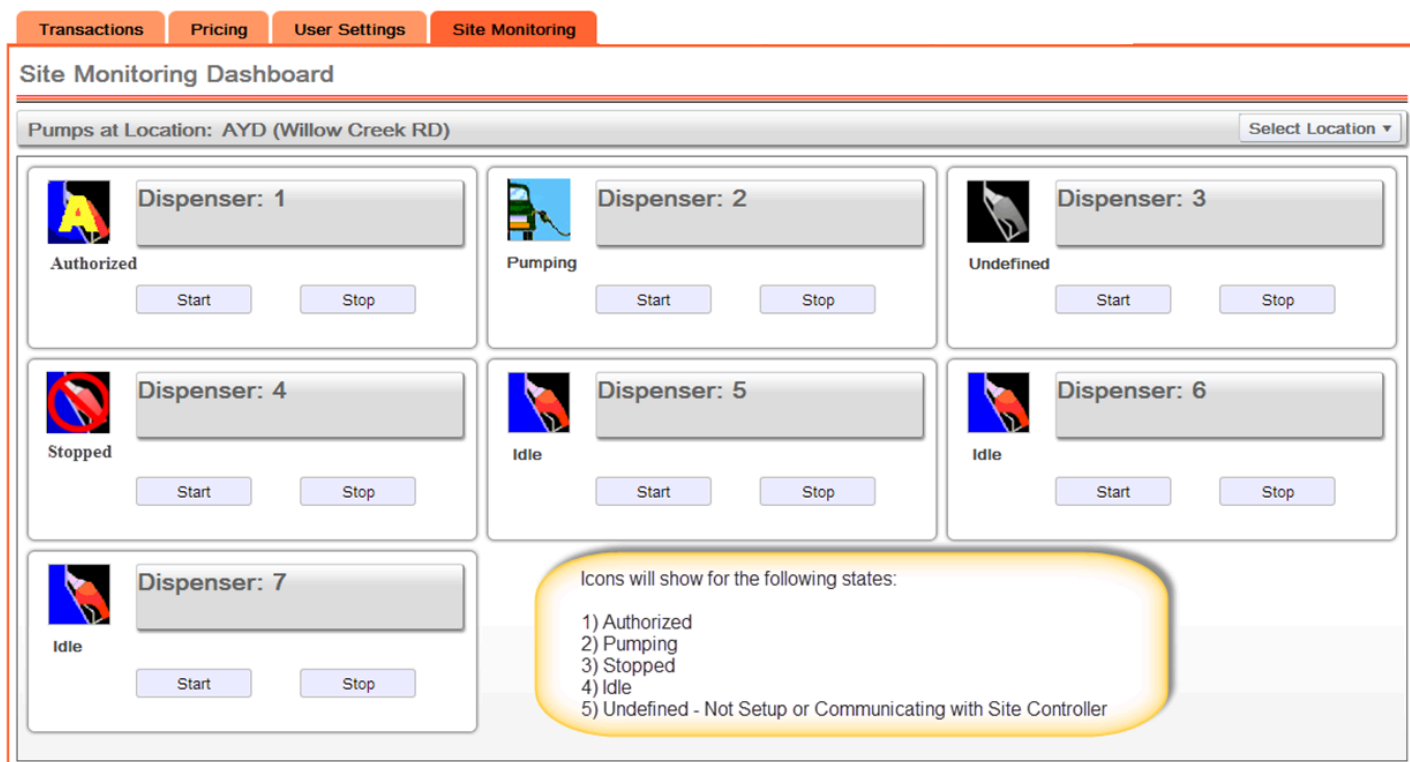 Transactions Pricing User Settings Site Monitoring
Site Monitoring Dashboard
Pumps at Location: AYD (Willow Creek RD) Select Location
Dispenser: 1
A
Authorized
Start Stop
Dispenser: 2
Pumping
Start Stop
Dispenser: 3
Undefined
Start Stop
Dispenser: 4
Stopped
Start Stop
Dispenser: 5
Idle
Start Stop
Dispenser: 6
Idle
Start Stop
Dispenser: 7
Idle
Start Stop
Icons will show for the following states:
1) Authorized
2) Pumping
3) Stopped
4) Idle
5) Undefined - Not Setup or Communicating with Site Controller